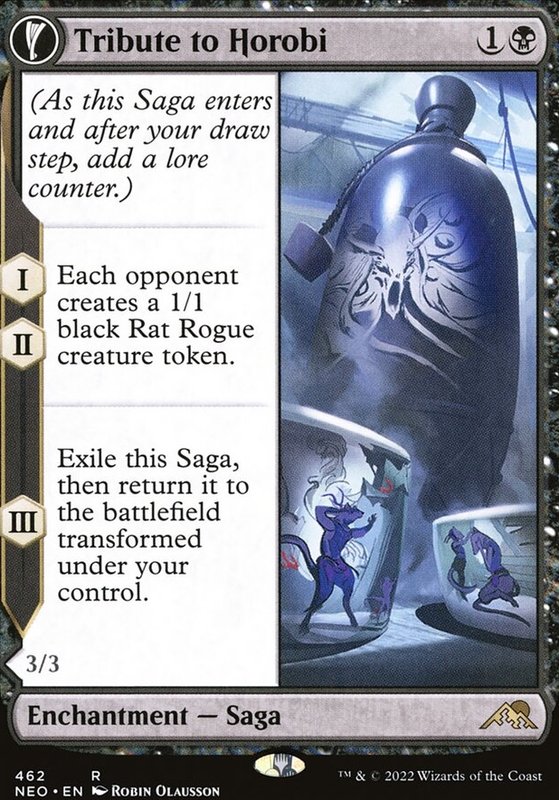 Tribute to Horobi 1
(As this Saga enters
and after your draw
step, add a lore
counter.)
I
II
Each opponent
creates a 1/1
black Rat Rogue
creature token.
III
Exile this Saga,
then return it to
the battlefield
transformed
under your
control.
3/3
Enchantment — Saga
462 R
NEO • EN Robin Olausson
™ & © 2022 Wizards of the Coast